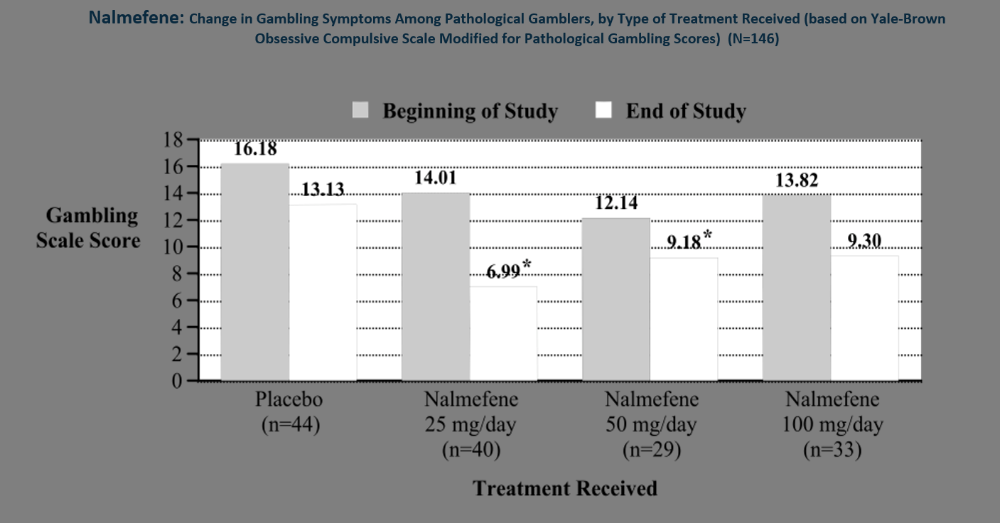 Nalmefene: Change in Gambling Symptoms Among Pathological Gamblers, by Type of Treatment Received (based on Yale-Brown
Obsessive Compulsive Scale Modified for Pathological Gambling Scores) (N=146)
Beginning of Study
End of Study
Gambling
Scale Score
18
16
14
12
10
8
6
4
2
0
16.18
13.13
14.01
6.99*
12.14
9.18*
13.82
9.30
Placebo
(n=44)
Nalmefene
25 mg/day
(n=40)
Nalmefene
50 mg/day
(n=29)
Nalmefene
100 mg/day
(n=33)
Treatment Received